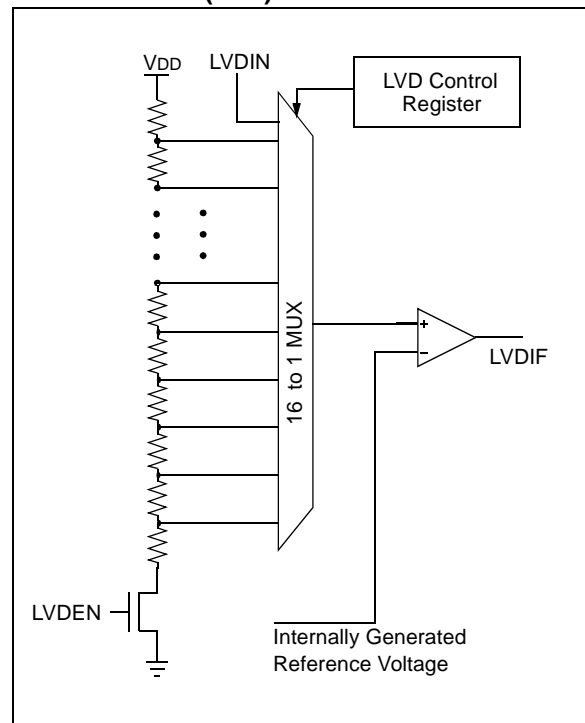 VDD
LVDIN
LVD Control
Register
16 to 1 MUX
+
–
LVDIF
LVDEN
Internally Generated
Reference Voltage